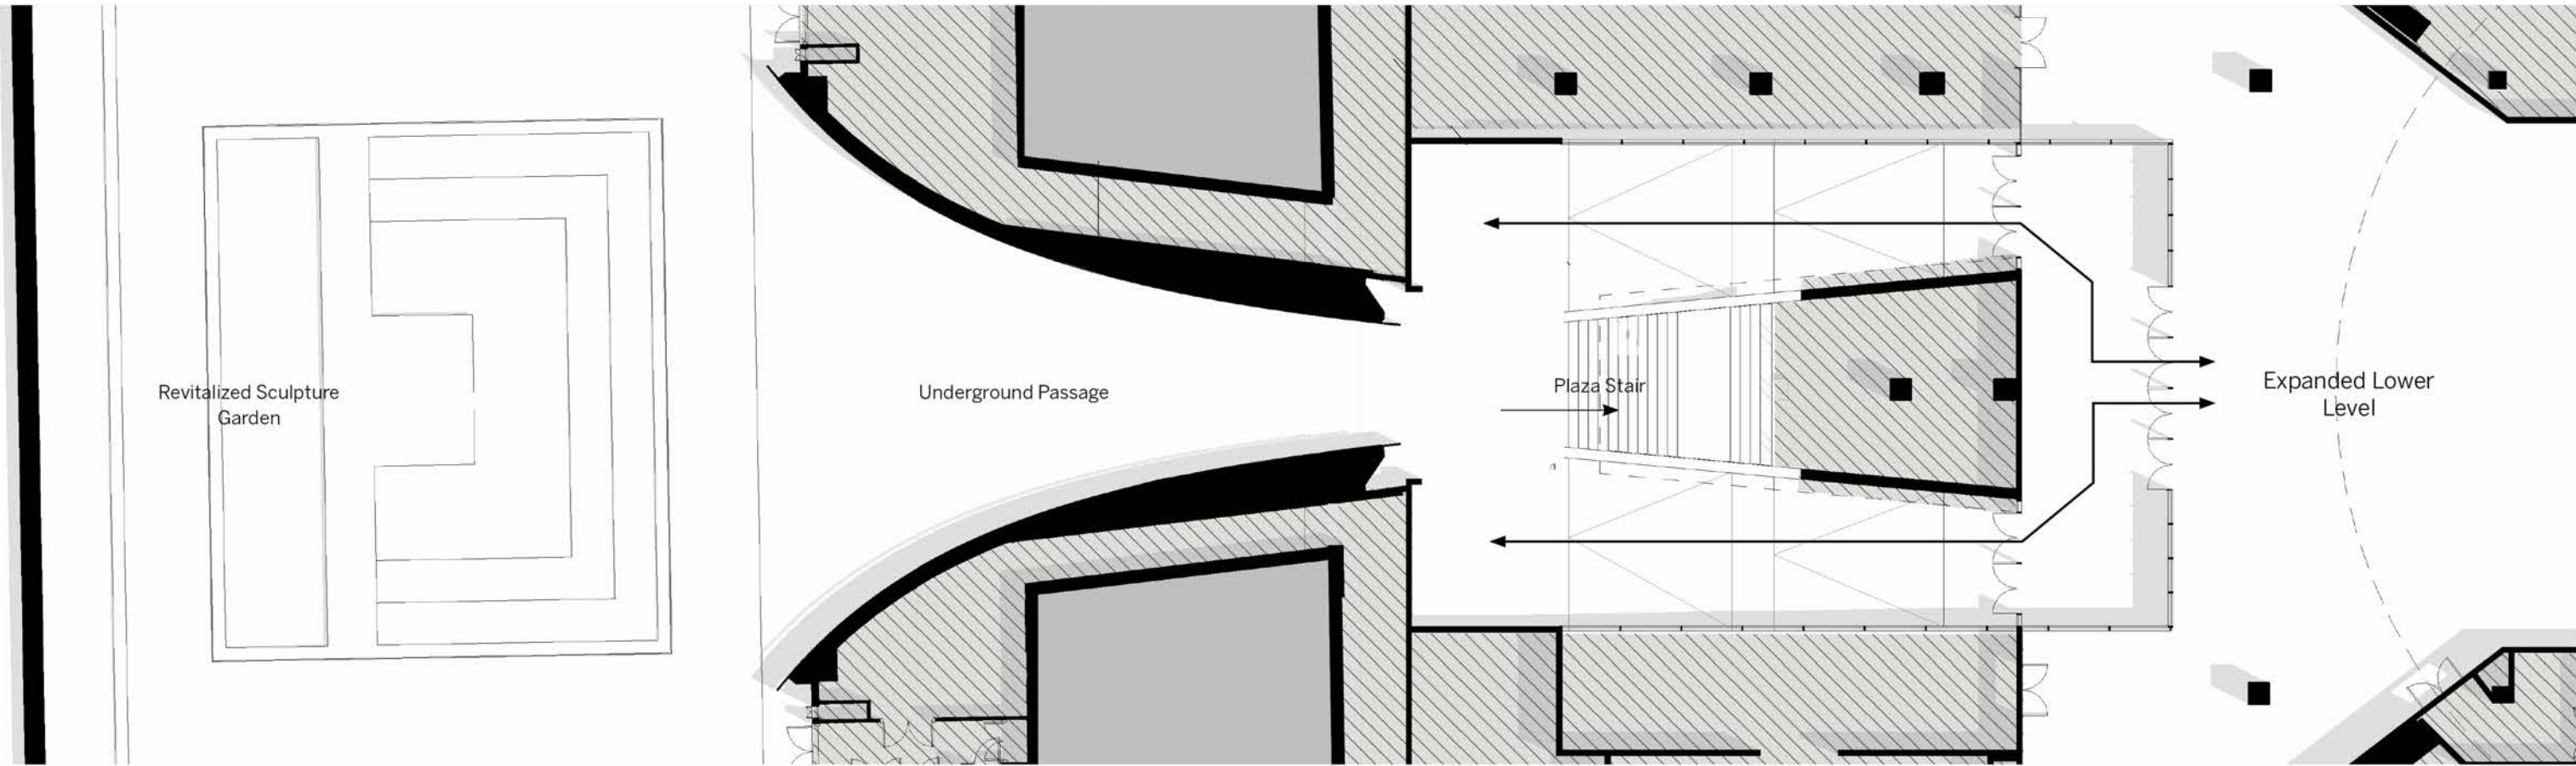 Revitalized Sculpture
Garden
Underground Passage
Plaza Stair
Expanded Lower
Level